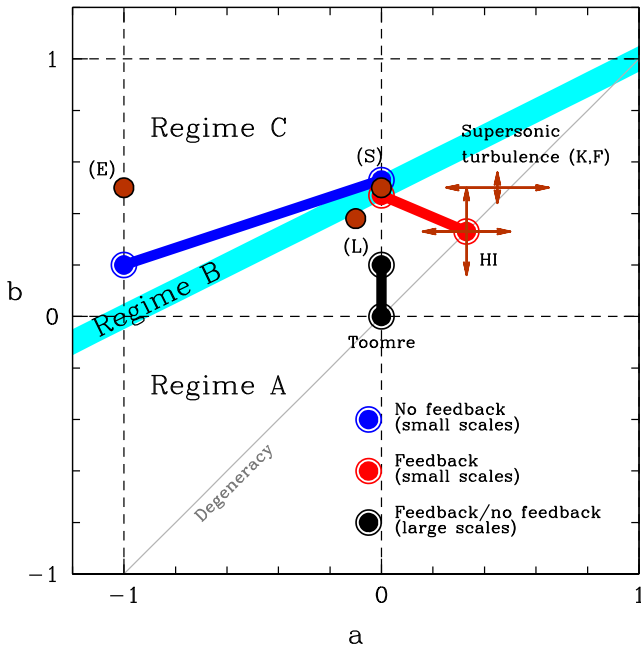 1
Supersonic
turbulence (K,F)
Regime C
(S)
(E)
(L)
HI
Regime B
b
0
Toomre
Regime A
No feedback
(small scales)
Feedback
(small scales)
Degeneracy
Feedback/no feedback
(large scales)
−1
−1
0
1
a